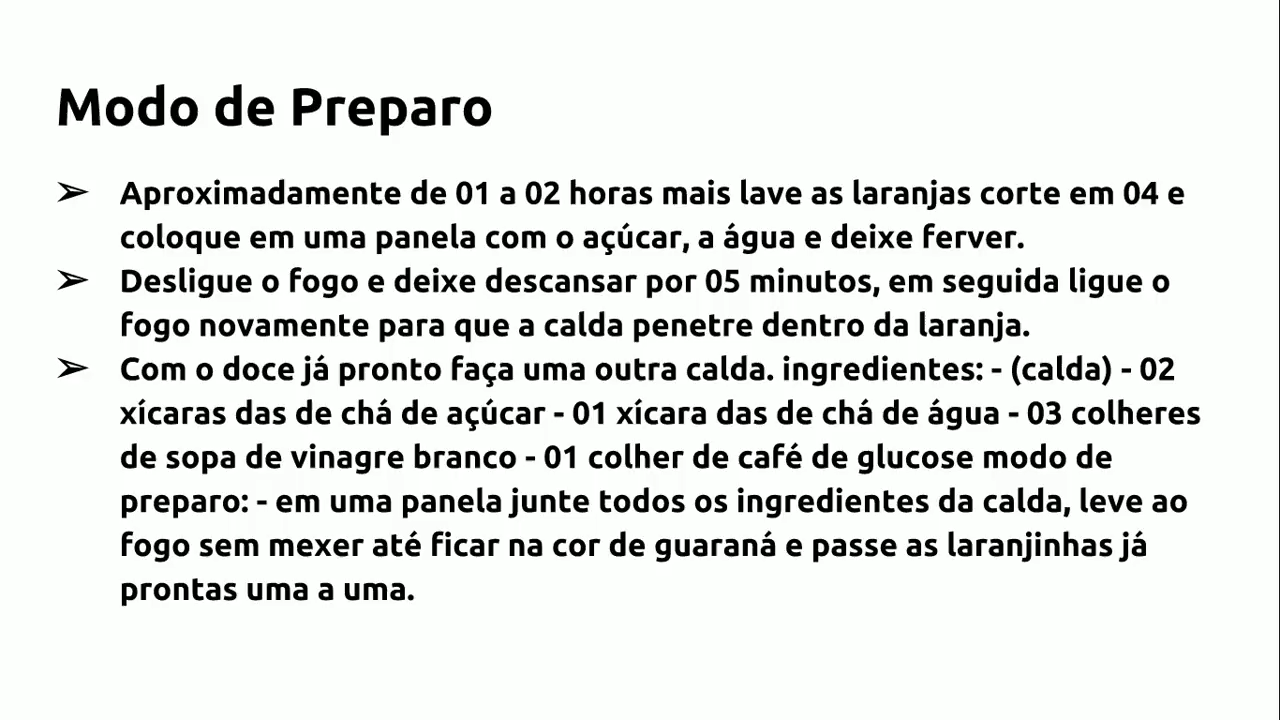 Modo de Preparo
➢ Aproximadamente de 01 a 02 horas mais lave as laranjas corte em 04 e
coloque em uma panela com o açúcar, a água e deixe ferver.
➢ Desligue o fogo e deixe descansar por 05 minutos, em seguida ligue o
fogo novamente para que a calda penetre dentro da laranja.
➢ Com o doce já pronto faça uma outra calda. ingredientes: - (calda) - 02
xícaras das de chá de açúcar - 01 xícara das de chá de água - 03 colheres
de sopa de vinagre branco - 01 colher de café de glucose modo de
preparo: - em uma panela junte todos os ingredientes da calda, leve ao
fogo sem mexer até ficar na cor de guaraná e passe as laranjinhas já
prontas uma a uma.